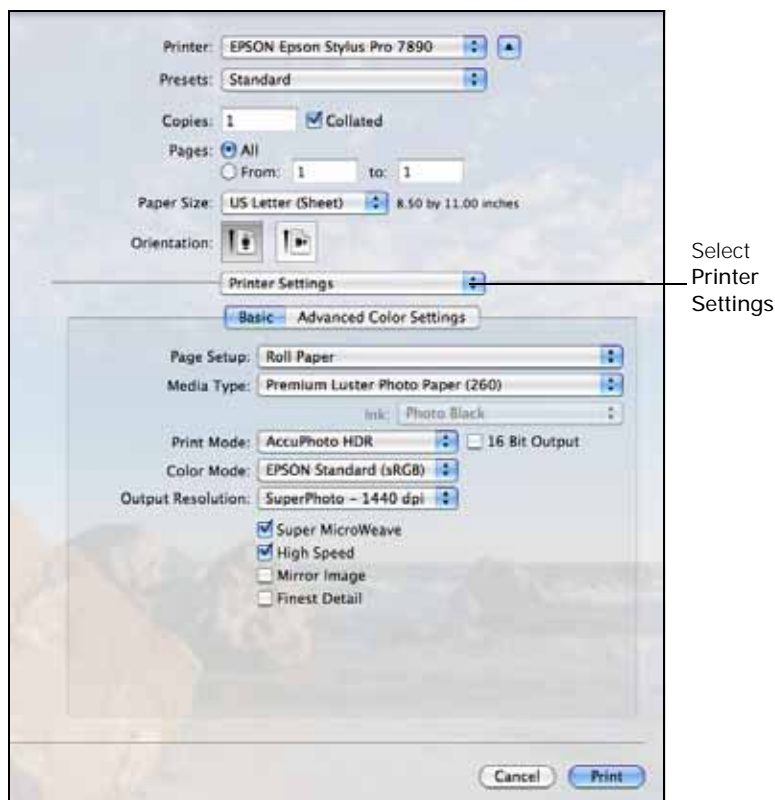 Printer: EPSON Epson Stylus Pro 7890
Presets: Standard
Copies: 1 Collated
Pages: All
From: 1 to: 1
Paper Size: US Letter (Sheet) 8.50 by 11.00 inches
Orientation:
Printer Settings
Select
Printer
Settings
Basic Advanced Color Settings
Page Setup: Roll Paper
Media Type: Premium Luster Photo Paper (260)
Ink: Photo Black
Print Mode: AccuPhoto HDR 16 Bit Output
Color Mode: EPSON Standard (sRGB)
Output Resolution: SuperPhoto - 1440 dpi
Super MicroWeave
High Speed
Mirror Image
Finest Detail
Cancel Print